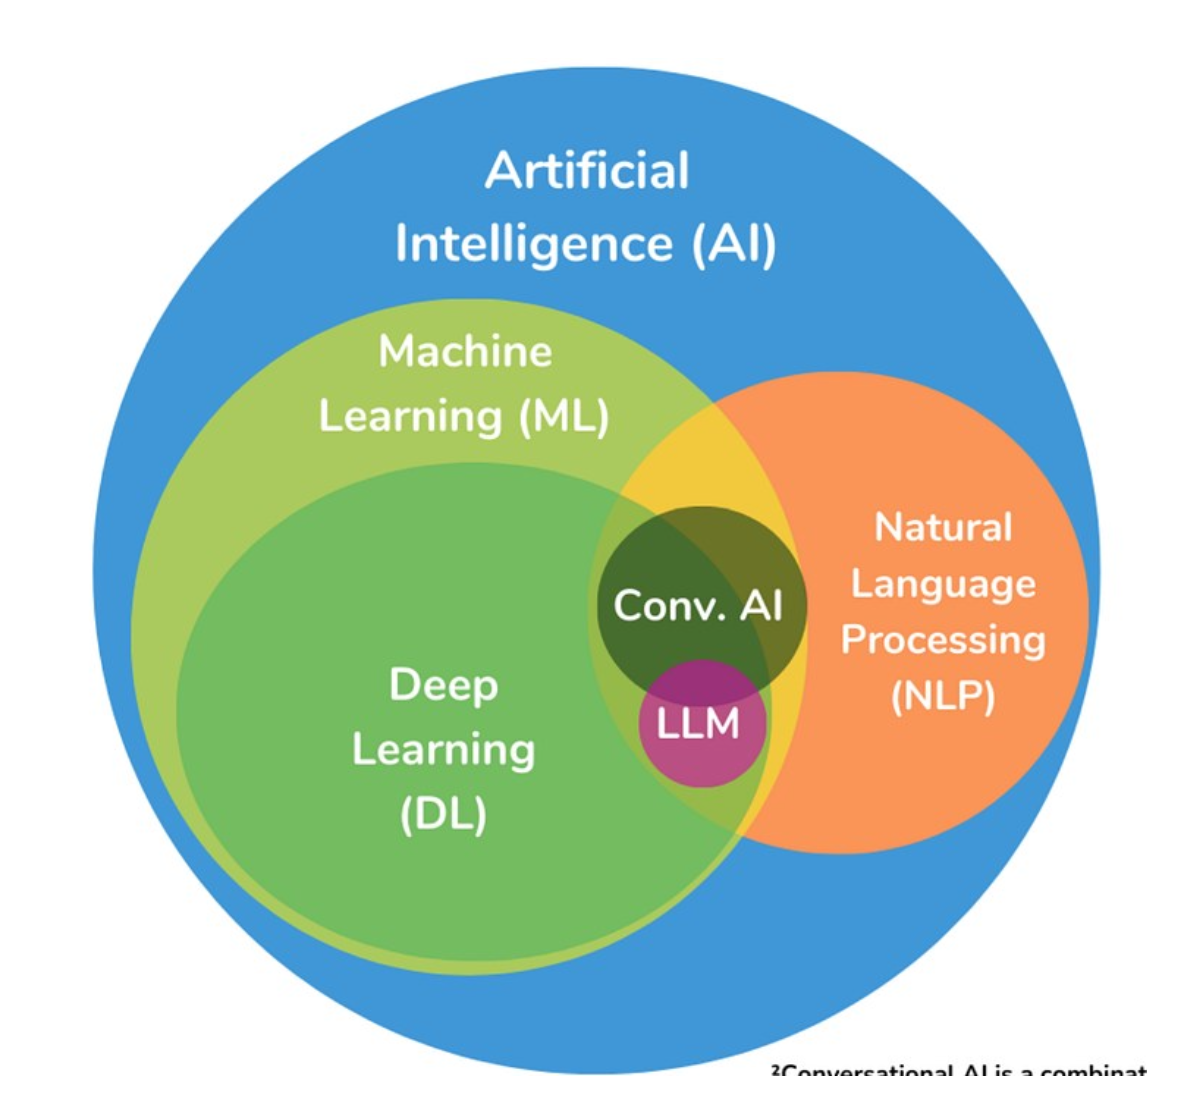 Artificial
Intelligence (AI)
Machine
Learning (ML)
Natural
Language
Processing
(NLP)
Conv. AI
LLM
Deep
Learning
(DL)
²Conversational AI is a combinat